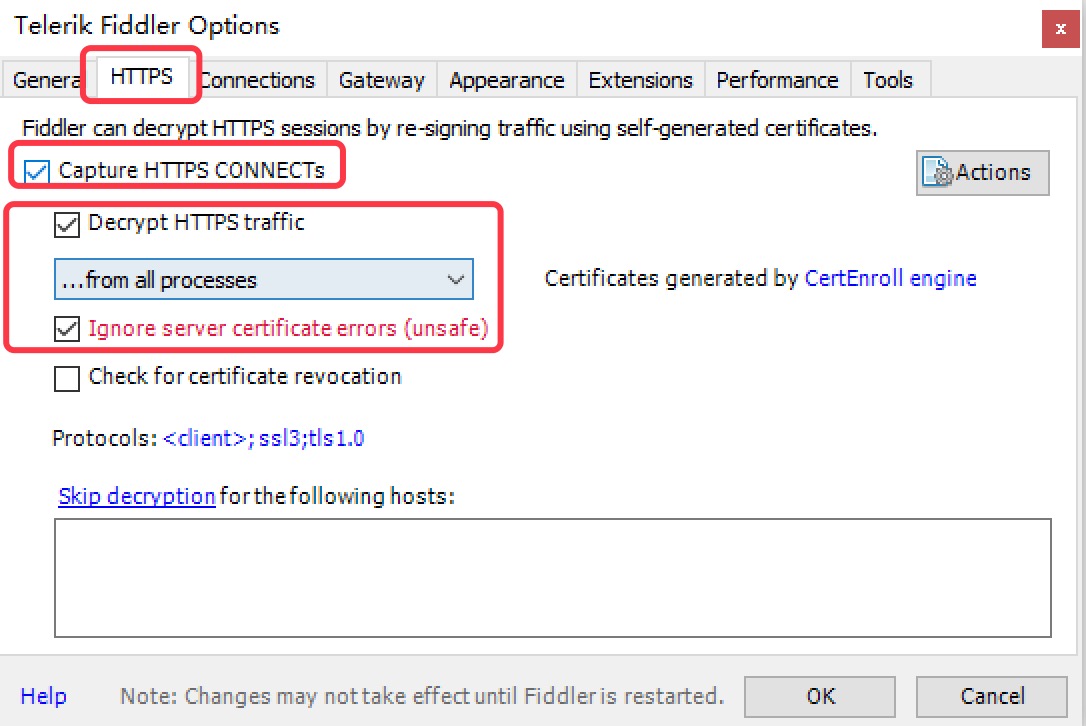 Telerik Fiddler Options
x
General HTTPS Connections Gateway Appearance Extensions Performance Tools
Fiddler can decrypt HTTPS sessions by re-signing traffic using self-generated certificates.
Capture HTTPS CONNECTs
Actions
Decrypt HTTPS traffic
...from all processes
Certificates generated by CertEnroll engine
Ignore server certificate errors (unsafe)
Check for certificate revocation
Protocols: <client>; ssl3;tls1.0
Skip decryption for the following hosts:
Help Note: Changes may not take effect until Fiddler is restarted. OK Cancel